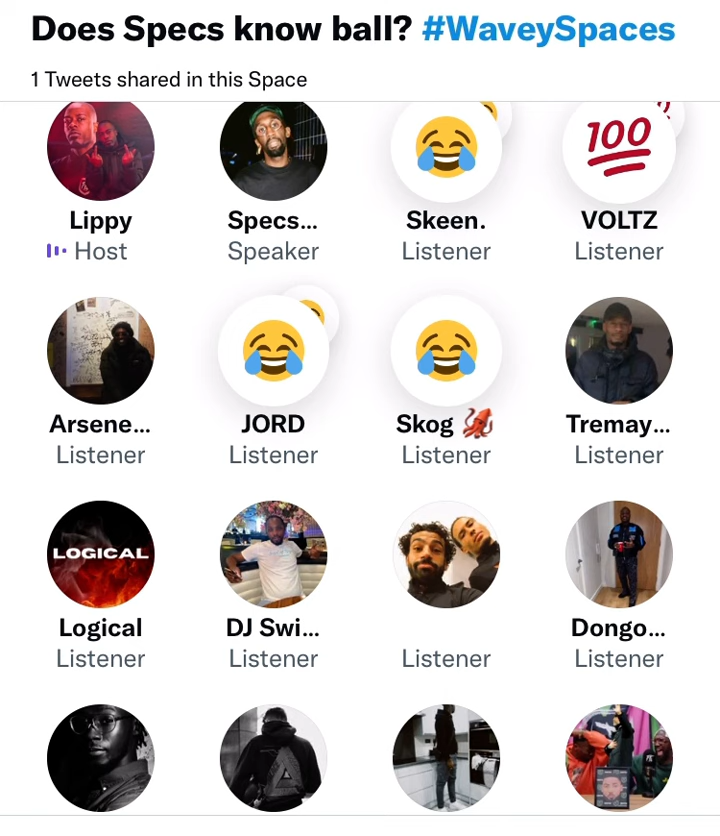 Does Specs know ball? #WaveySpaces
1 Tweets shared in this Space
Lippy
Specs...
Skeen.
VOLTZ
Host
Speaker
Listener
Listener
100
Arsene...
JORD
Skog 🦑
Tremay...
Listener
Listener
Listener
Listener
LOGICAL
Logical
DJ Swi...
Dongo...
Listener
Listener
Listener
Listener